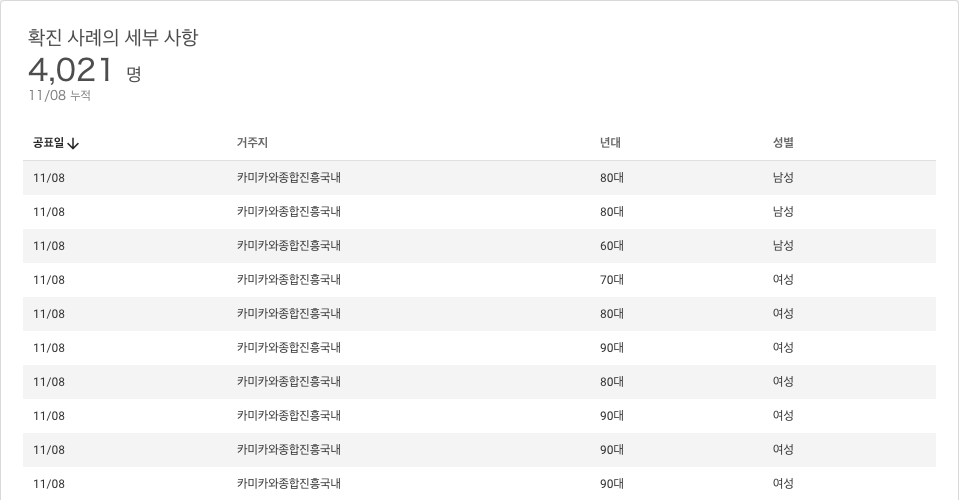 확진 사례의 세부 사항
4,021 명
11/08 누적
공표일 거주지 년대 성별
11/08 카미카와종합진흥국내 80대 남성
11/08 카미카와종합진흥국내 80대 남성
11/08 카미카와종합진흥국내 60대 남성
11/08 카미카와종합진흥국내 70대 여성
11/08 카미카와종합진흥국내 80대 여성
11/08 카미카와종합진흥국내 90대 여성
11/08 카미카와종합진흥국내 80대 여성
11/08 카미카와종합진흥국내 90대 여성
11/08 카미카와종합진흥국내 90대 여성
11/08 카미카와종합진흥국내 90대 여성